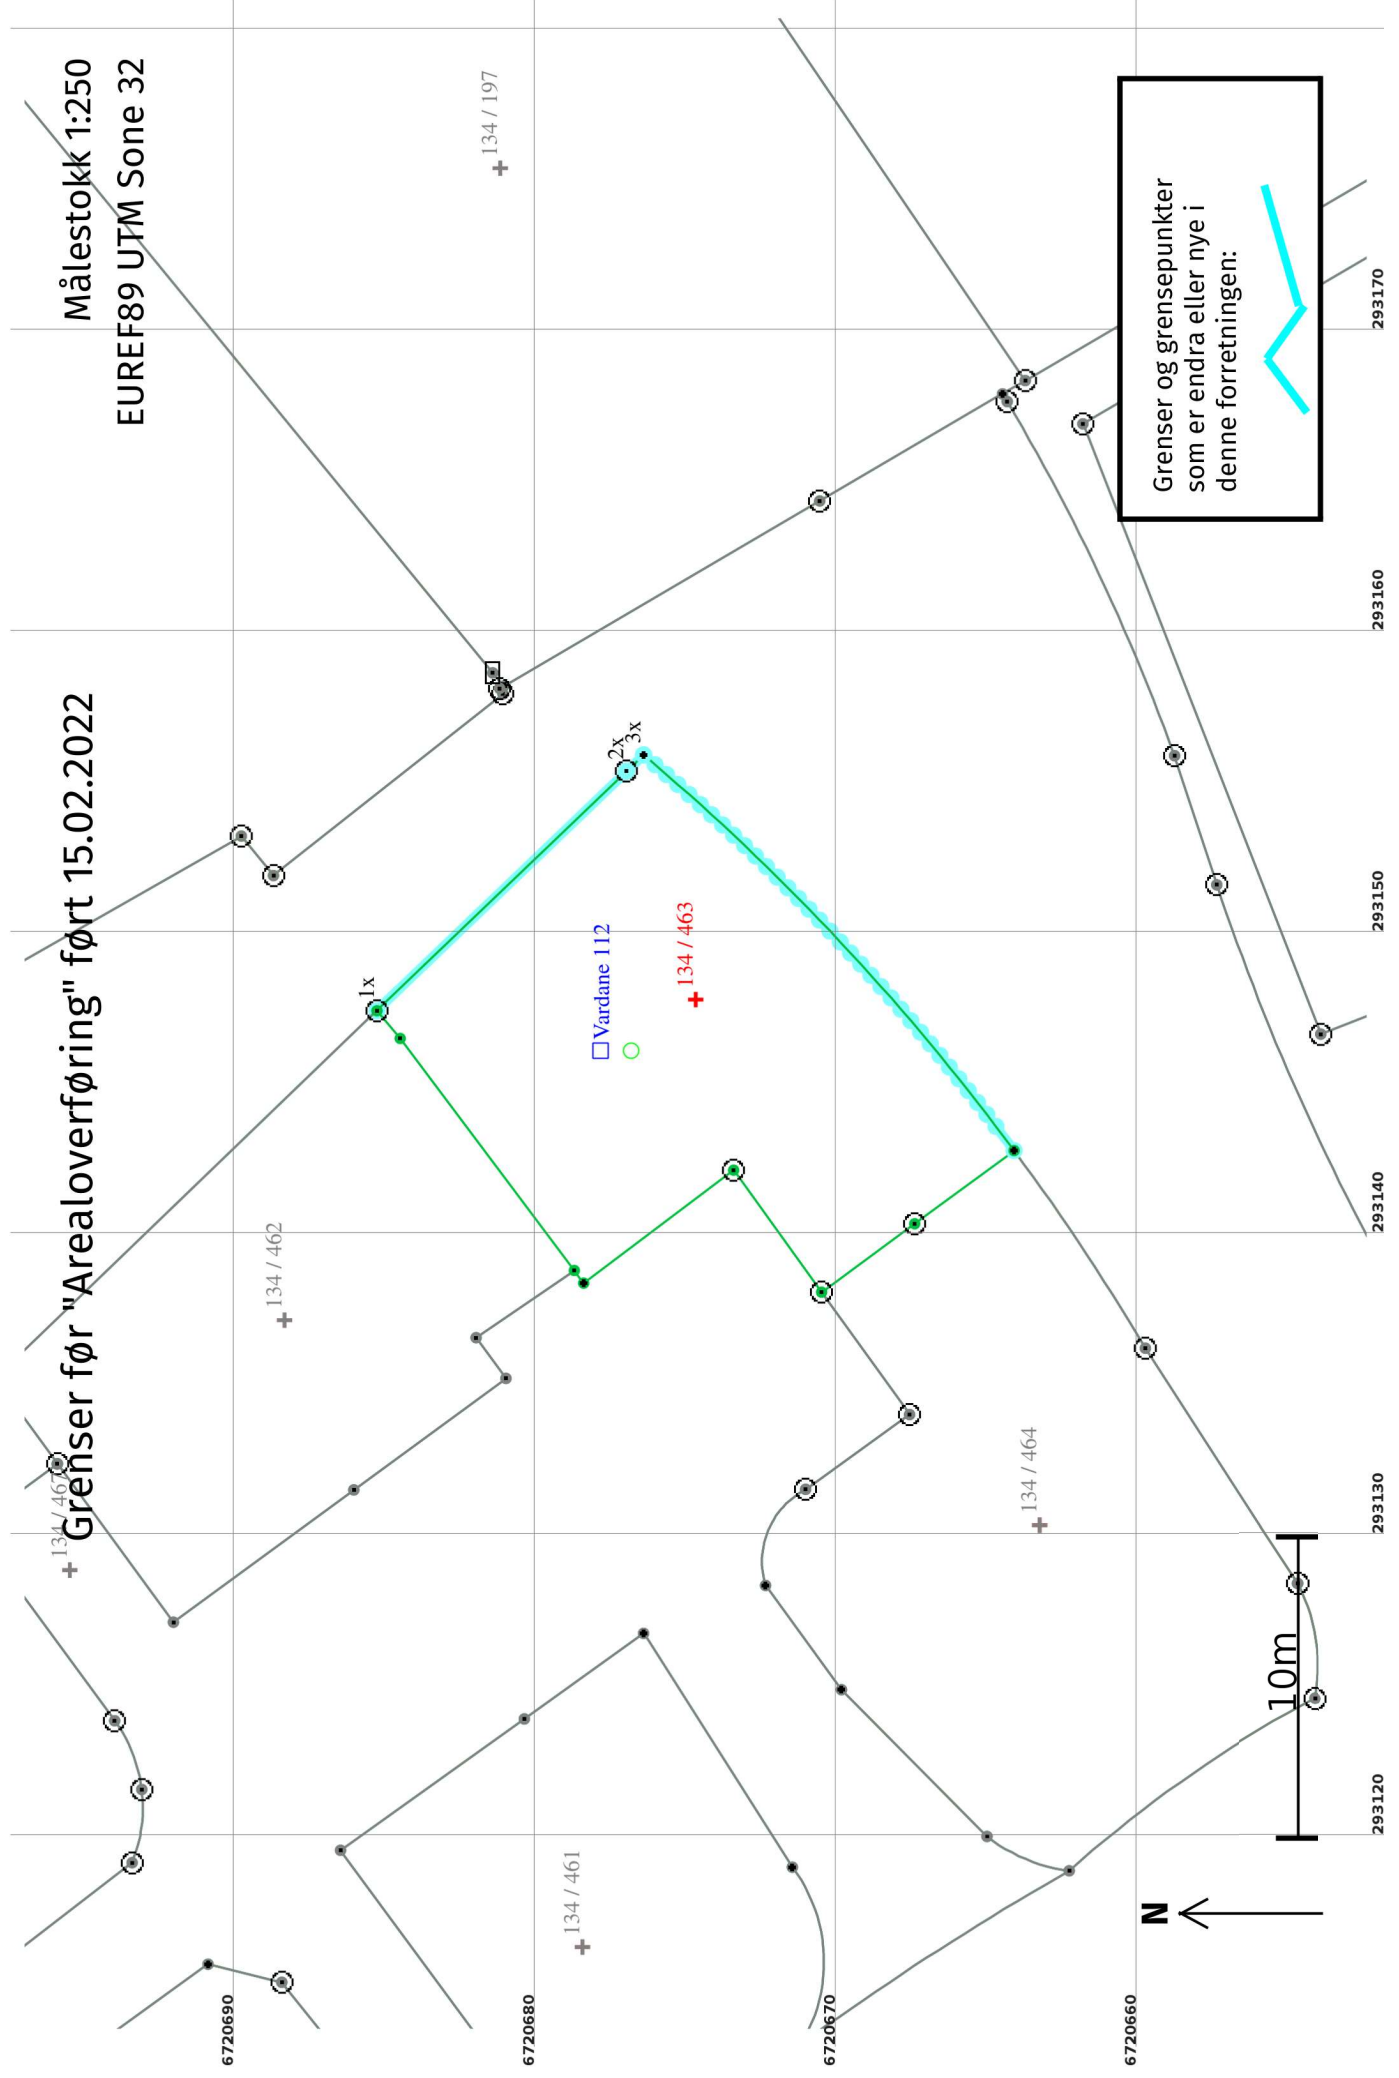 Grenser før "Arealoverføring" ført 15.02.2022
Målestokk 1:250
EUREF89 UTM Sone 32
134 / 467
134 / 462
1x
134 / 197
134 / 461
Vardane 112
2x
3x
134 / 463
134 / 464
Grenser og grensepunkter
som er endra eller nye i
denne forretningen:
10m
N
6720690
6720680
6720670
6720660
293120
293130
293140
293150
293160
293170